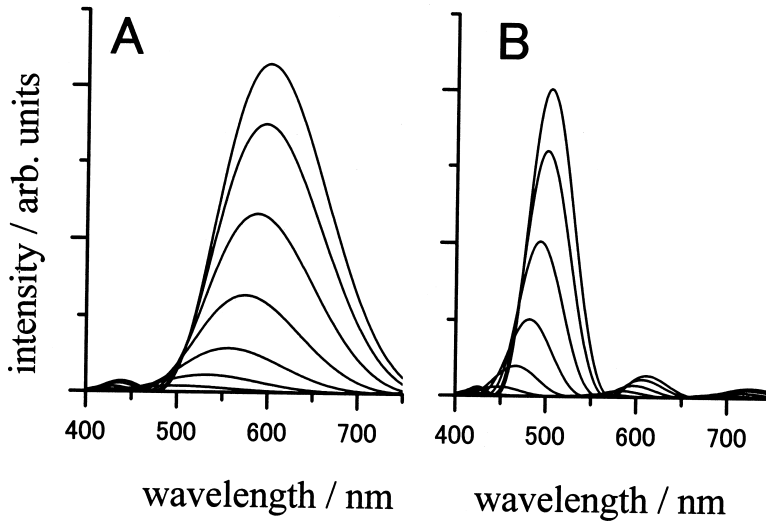 A
B
intensity / arb. units
400 500 600 700
400 500 600 700
wavelength / nm
wavelength / nm